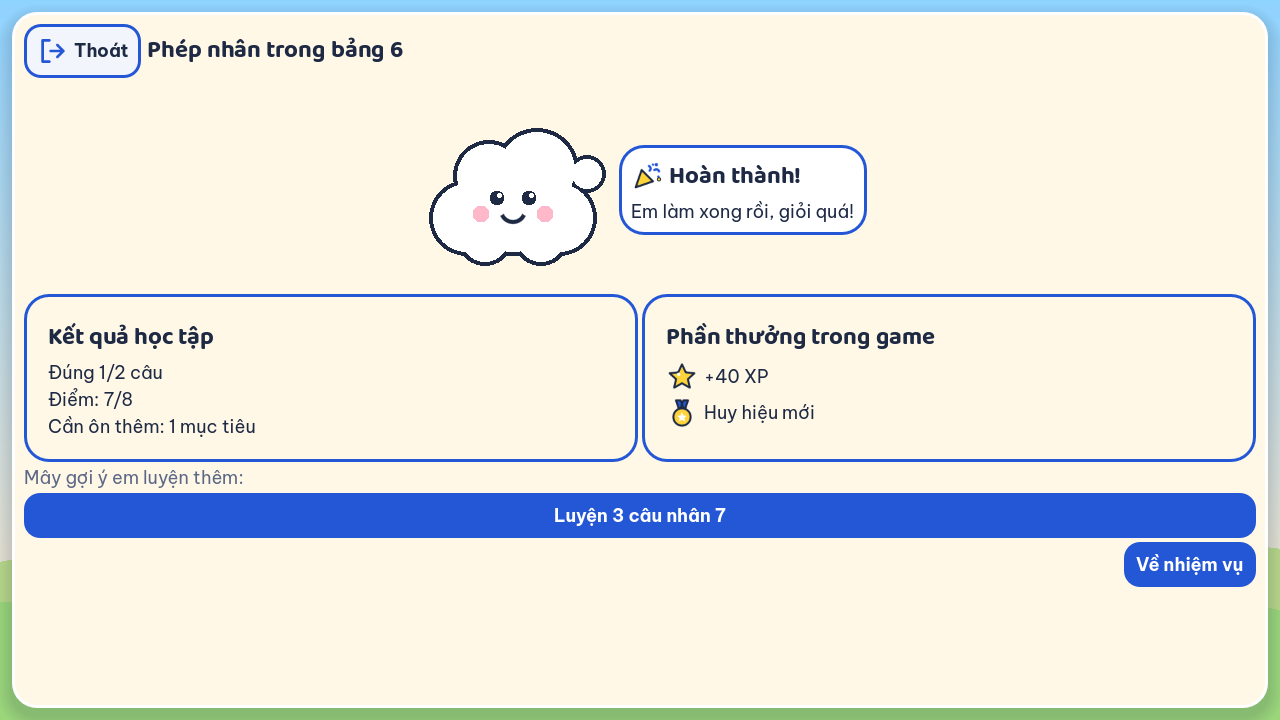 Thoát
Phép nhân trong bảng 6
Hoàn thành!
Em làm xong rồi, giỏi quá!
Kết quả học tập
Đúng 1/2 câu
Điểm: 7/8
Cần ôn thêm: 1 mục tiêu
Phần thưởng trong game
+40 XP
Huy hiệu mới
Mây gợi ý em luyện thêm:
Luyện 3 câu nhân 7
Về nhiệm vụ